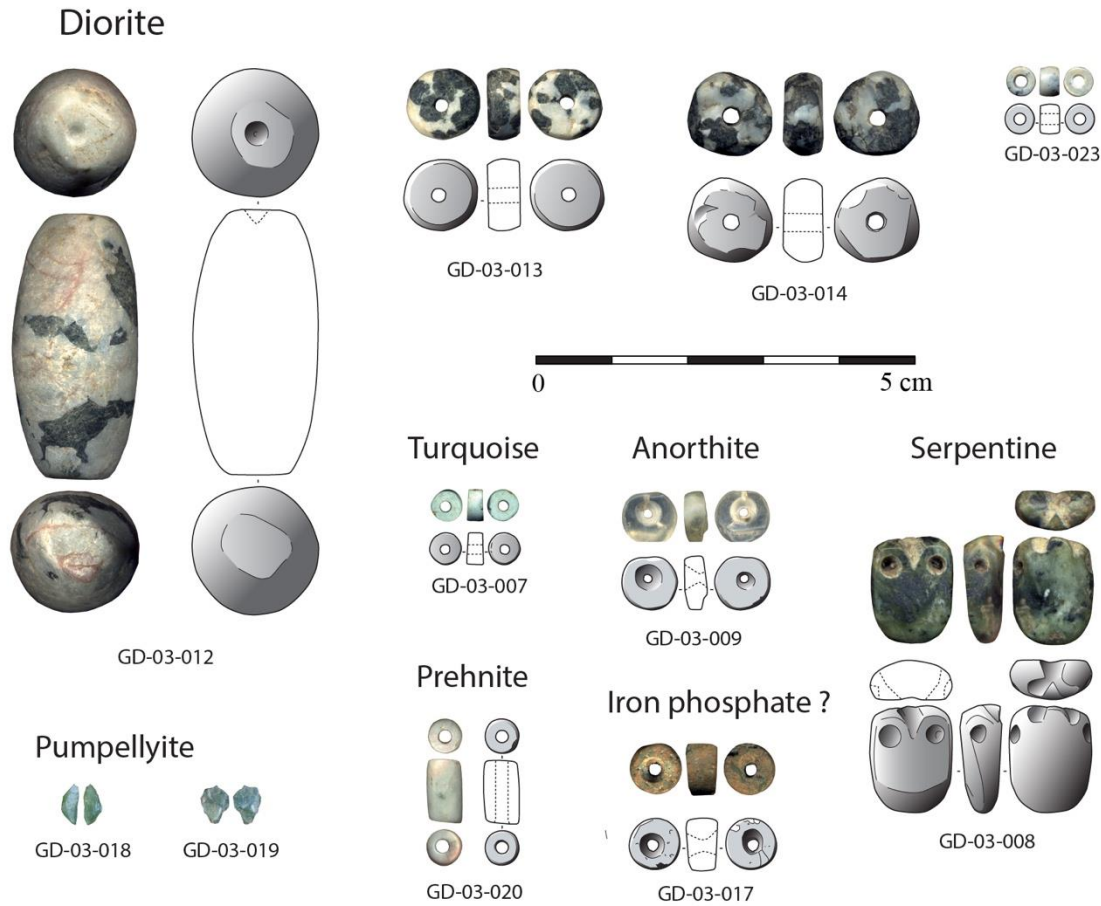 Diorite
GD-03-012
GD-03-013
GD-03-014
GD-03-023
0 5 cm
Turquoise
GD-03-007
Anorthite
GD-03-009
Serpentine
GD-03-008
Prehnite
GD-03-020
Iron phosphate ?
GD-03-017
Pumpellyite
GD-03-018
GD-03-019